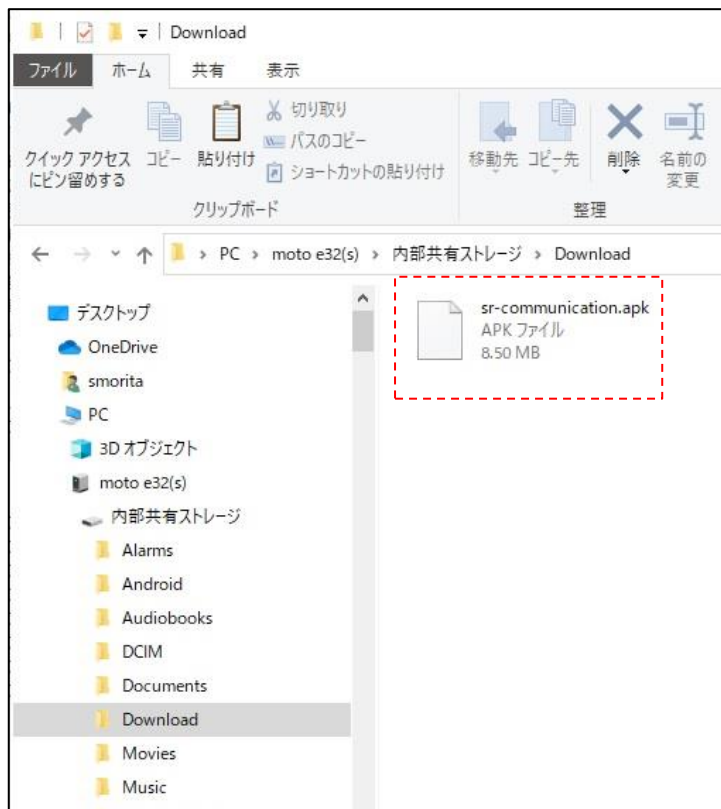 Download
ファイル ホーム 共有 表示
クイック アクセス
にピン留めする
コピー
貼り付け
切り取り
パスのコピー
ショートカットの貼り付け
移動先
コピー先
削除
名前の
変更
クリップボード
整理
PC › moto e32(s) › 内部共有ストレージ › Download
sr-communication.apk
APK ファイル
8.50 MB
デスクトップ
OneDrive
smorita
PC
3D オブジェクト
moto e32(s)
内部共有ストレージ
Alarms
Android
Audiobooks
DCIM
Documents
Download
Movies
Music